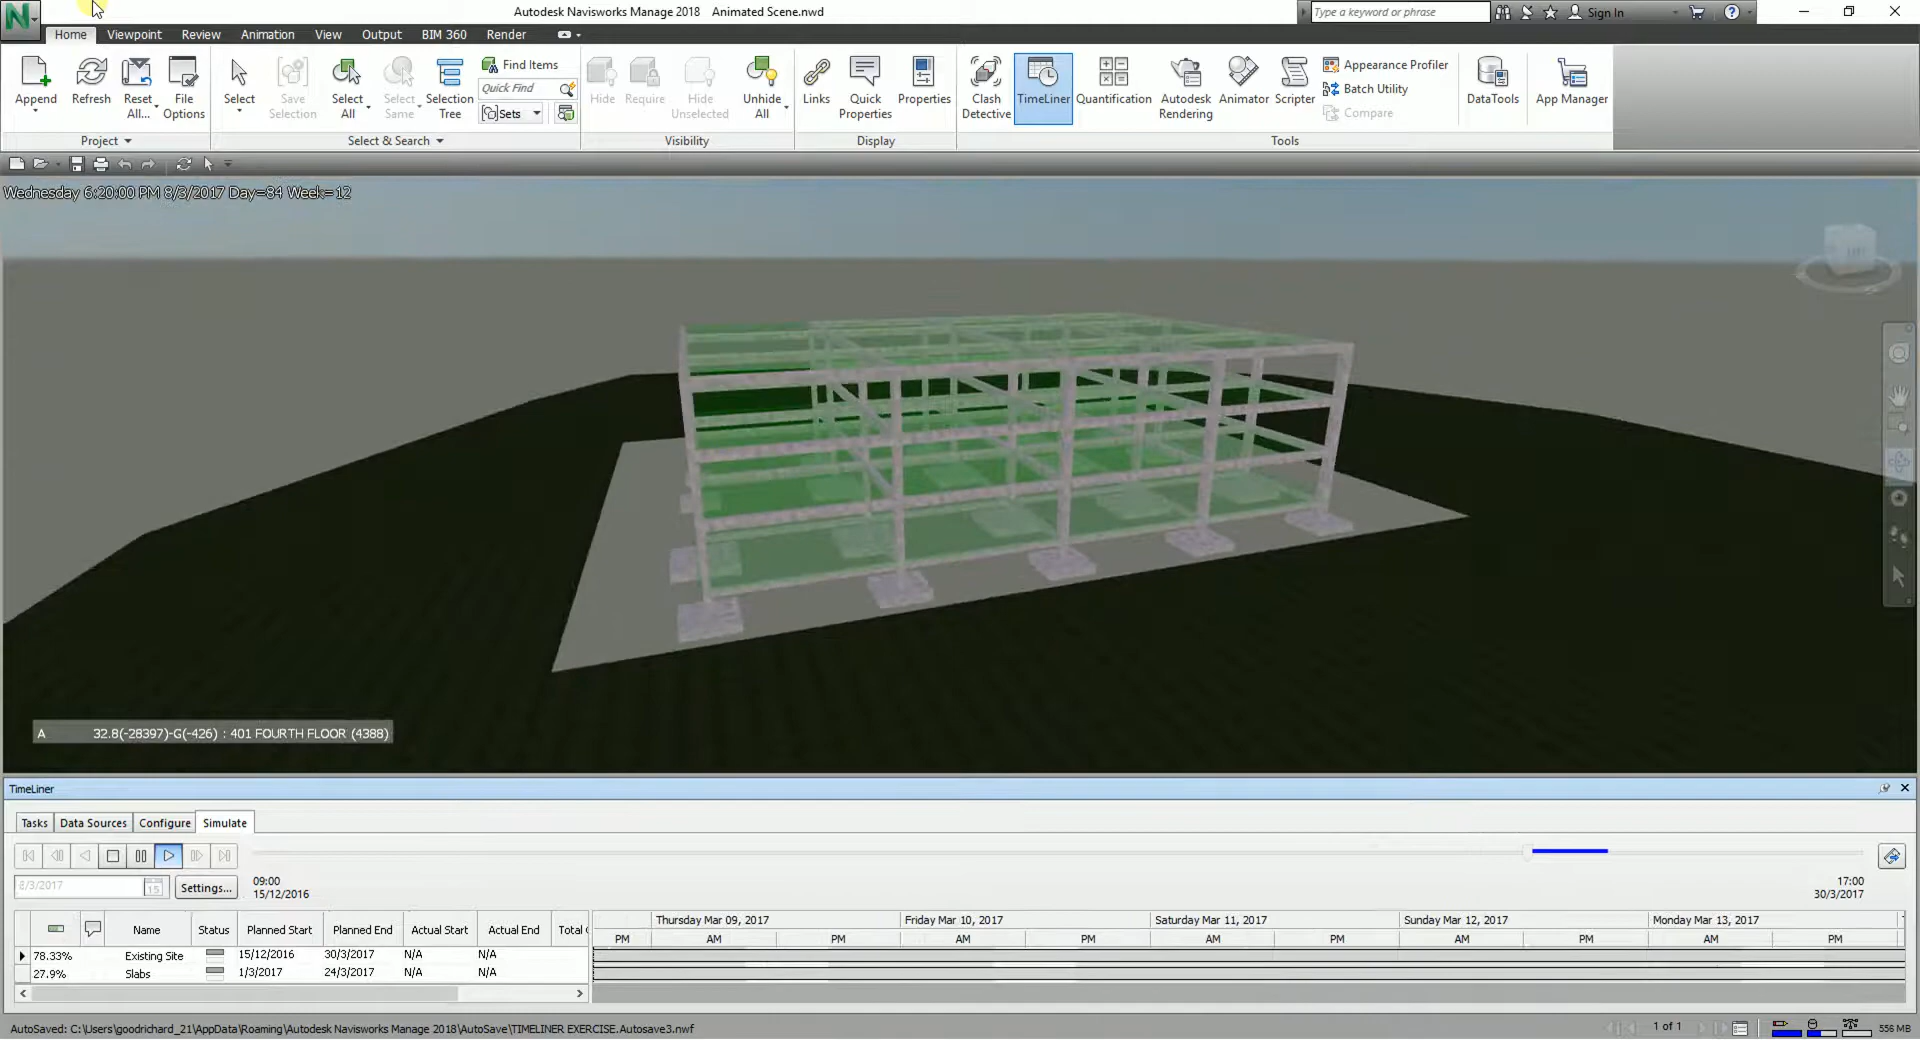 Autodesk Navisworks Manage 2018 Animated Scene.nwd
Type a keyword or phrase
Sign In
Home Viewpoint Review Animation View Output BIM 360 Render
Append
Refresh
Reset All...
File Options
Project
Select
Save Selection
Select All
Select Same
Selection Tree
Find Items
Quick Find
Sets
Select & Search
Hide
Require
Hide Unselected
Unhide All
Visibility
Links
Quick Properties
Properties
Display
Clash Detective
TimeLiner
Quantification
Autodesk Rendering
Animator
Scripter
Appearance Profiler
Batch Utility
Compare
Tools
DataTools
App Manager
Wednesday 6:20:00 PM 8/3/2017 Day=84 Week=12
A 32.8(-28397)-G(-426) : 401 FOURTH FLOOR (4388)
TimeLiner
Tasks Data Sources Configure Simulate
8/3/2017
15
Settings...
09:00
15/12/2016
17:00
30/3/2017
Name Status Planned Start Planned End Actual Start Actual End Total
78.33% Existing Site 15/12/2016 30/3/2017 N/A N/A
27.9% Slabs 1/3/2017 24/3/2017 N/A N/A
Thursday Mar 09, 2017 Friday Mar 10, 2017 Saturday Mar 11, 2017 Sunday Mar 12, 2017 Monday Mar 13, 2017
PM AM PM AM PM AM PM AM PM AM PM
AutoSaved: C:\Users\goodrichard_21\AppData\Roaming\Autodesk Navisworks Manage 2018\AutoSave\TIMELINER EXERCISE.Autosave3.nwf
1 of 1
556 MB